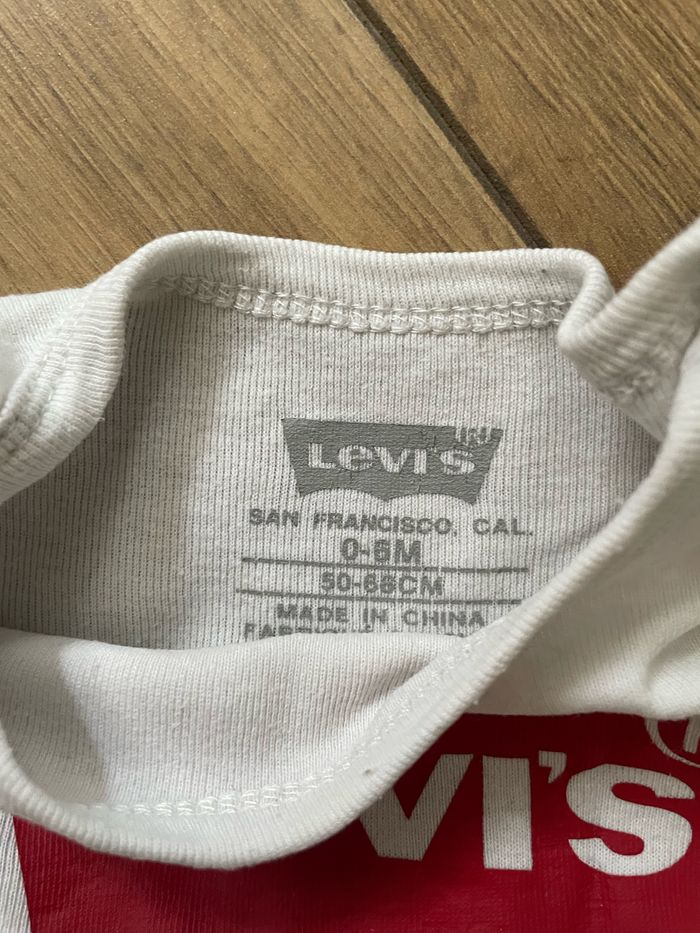 Levi's
SAN FRANCISCO, CAL.
0-6M
50-68CM
MADE IN CHINA
VI'S